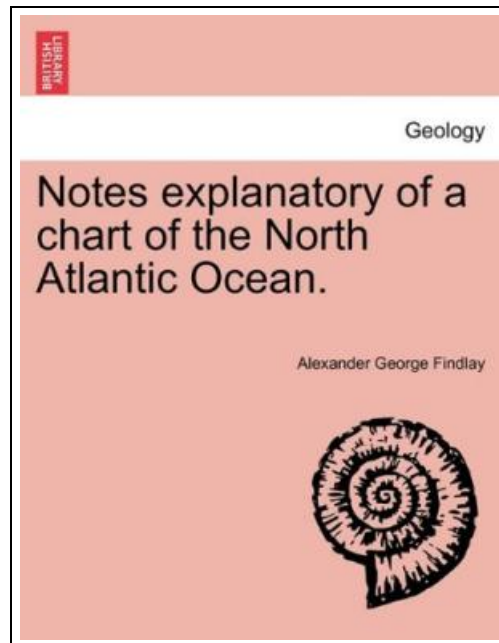 BRITISH
LIBRARY
Geology
Notes explanatory of a
chart of the North
Atlantic Ocean.
Alexander George Findlay